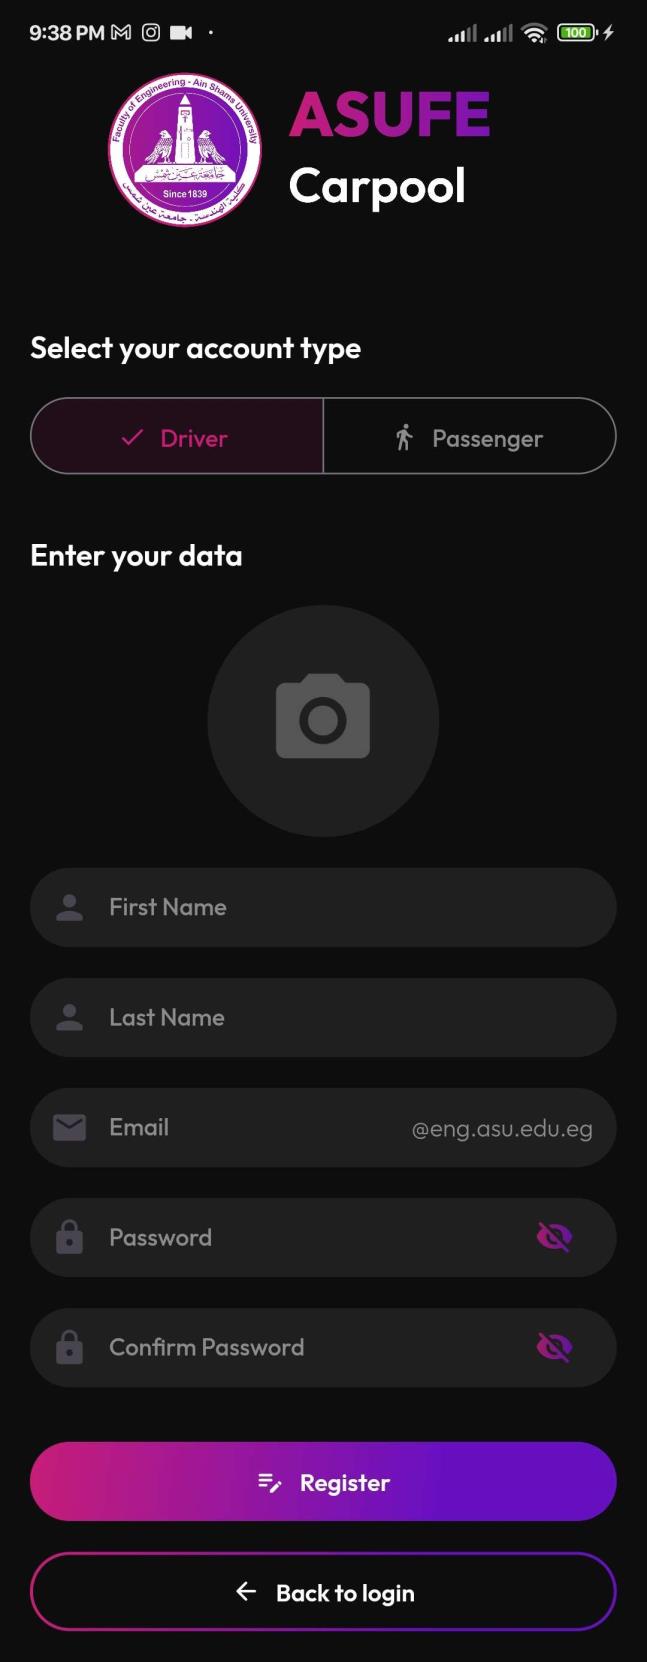 9:38 PM
100
Faculty of Engineering - Ain Shams University
جامعة عين شمس
Since 1839
كلية الهندسة . جامعة عين شمس
ASUFE
Carpool
Select your account type
Driver
Passenger
Enter your data
First Name
Last Name
Email @eng.asu.edu.eg
Password
Confirm Password
Register
Back to login